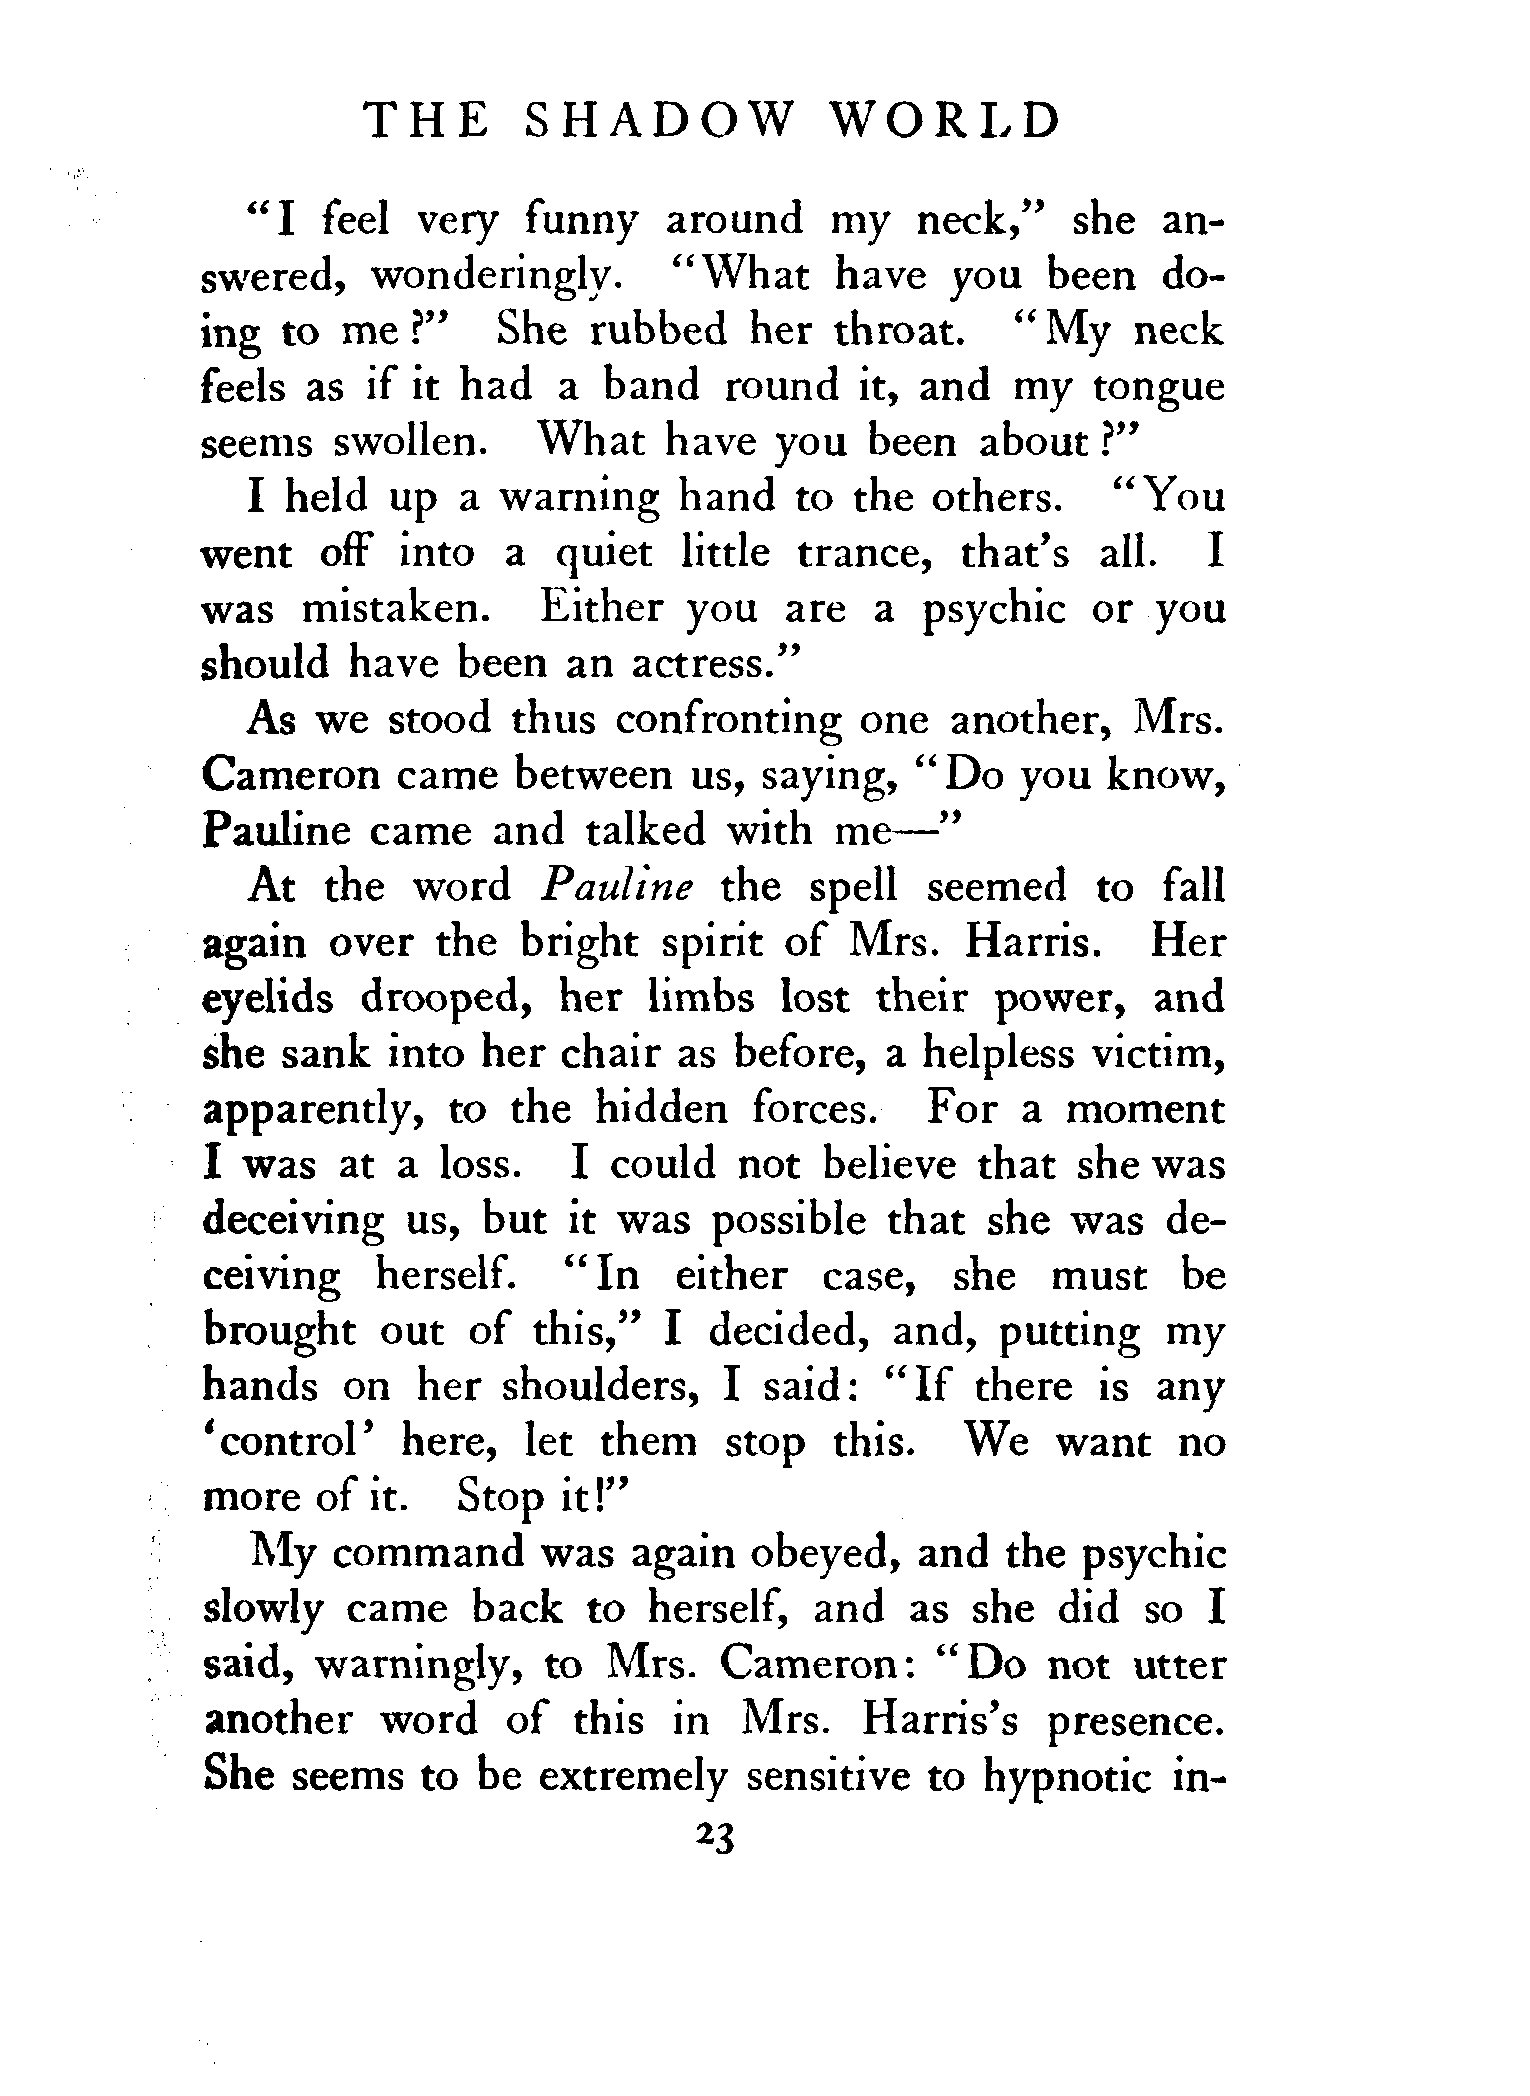 THE SHADOW WORLD
"I feel very funny around my neck," she an-
swered, wonderingly. "What have you been do-
ing to me?" She rubbed her throat. "My neck
feels as if it had a band round it, and my tongue
seems swollen. What have you been about?"
I held up a warning hand to the others. "You
went off into a quiet little trance, that's all. I
was mistaken. Either you are a psychic or you
should have been an actress."
As we stood thus confronting one another, Mrs.
Cameron came between us, saying, "Do you know,
Pauline came and talked with me—"
At the word Pauline the spell seemed to fall
again over the bright spirit of Mrs. Harris. Her
eyelids drooped, her limbs lost their power, and
she sank into her chair as before, a helpless victim,
apparently, to the hidden forces. For a moment
I was at a loss. I could not believe that she was
deceiving us, but it was possible that she was de-
ceiving herself. "In either case, she must be
brought out of this," I decided, and, putting my
hands on her shoulders, I said: "If there is any
'control' here, let them stop this. We want no
more of it. Stop it!"
My command was again obeyed, and the psychic
slowly came back to herself, and as she did so I
said, warningly, to Mrs. Cameron: "Do not utter
another word of this in Mrs. Harris's presence.
She seems to be extremely sensitive to hypnotic in-
23